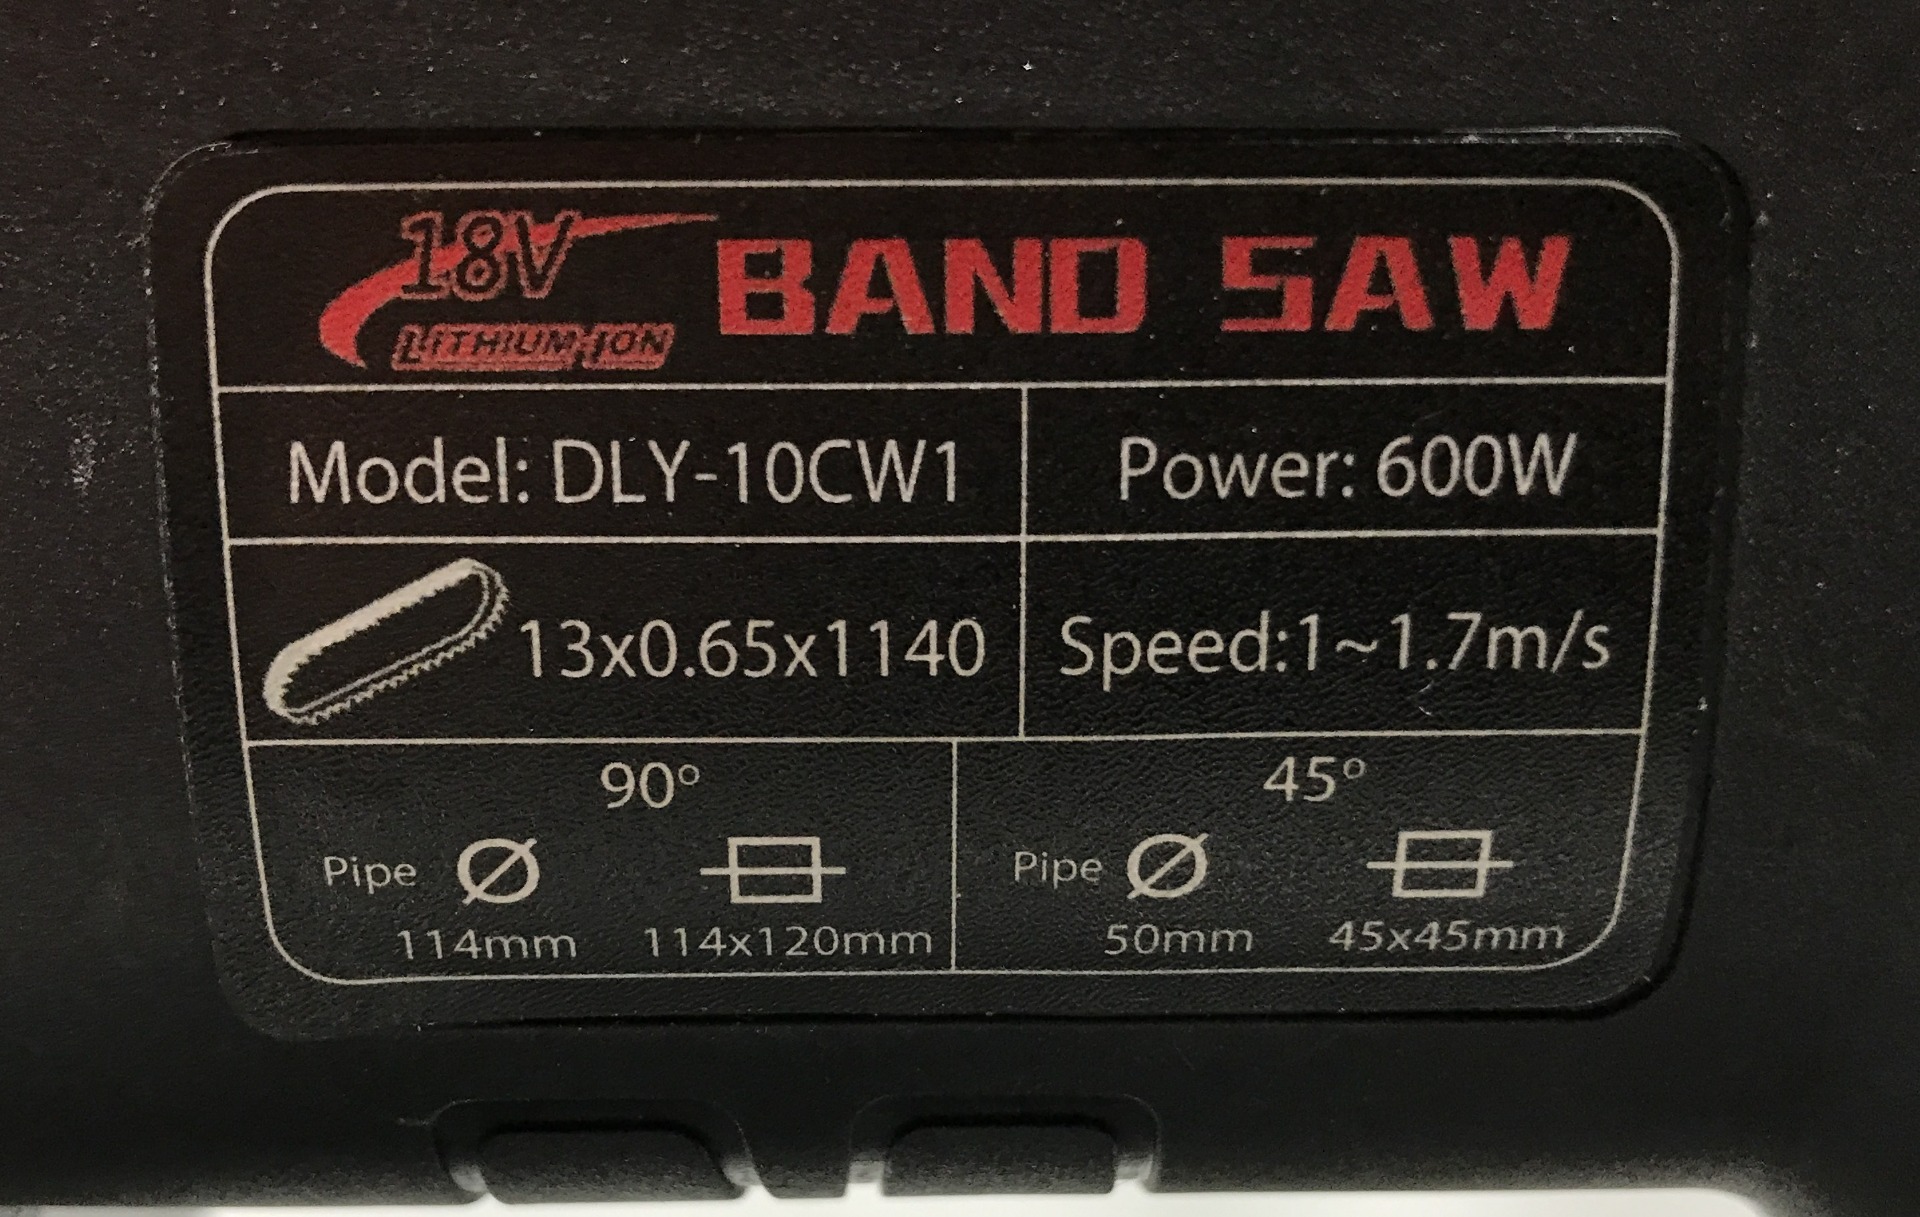 18V
LITHIUM-ION
BAND SAW
Model: DLY-10CW1
Power: 600W
13x0.65x1140
Speed:1~1.7m/s
90°
Pipe Ø
114mm 114x120mm
45°
Pipe Ø
50mm 45x45mm